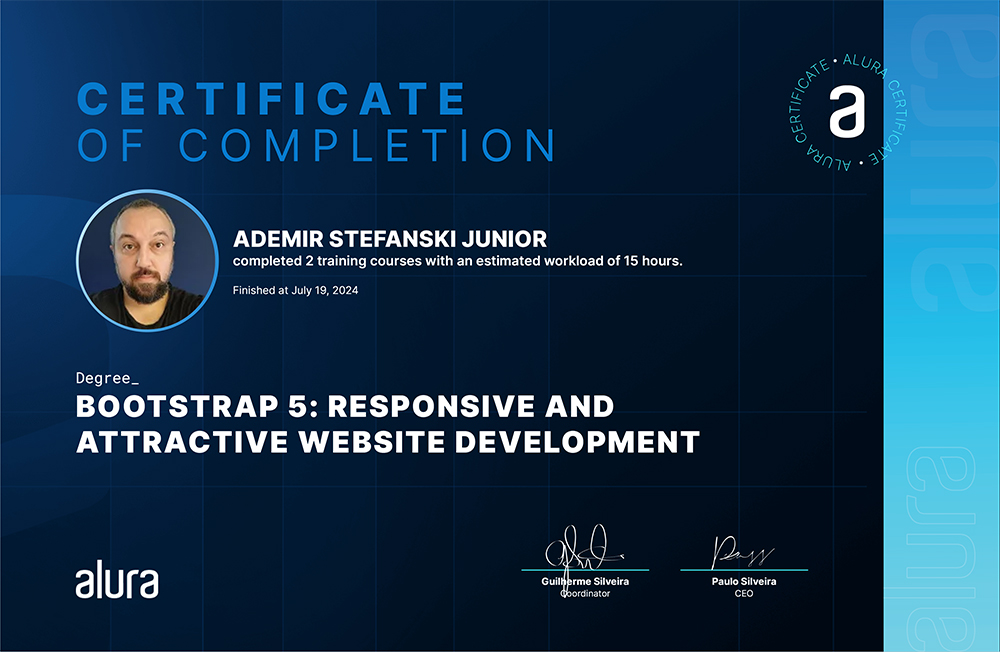 CERTIFICATE
OF COMPLETION
ALURA CERTIFICATE • ALURA CERTIFICATE •
a
ADEMIR STEFANSKI JUNIOR
completed 2 training courses with an estimated workload of 15 hours.
Finished at July 19, 2024
Degree_
BOOTSTRAP 5: RESPONSIVE AND
ATTRACTIVE WEBSITE DEVELOPMENT
alura
Guilherme Silveira
Coordinator
Paulo Silveira
CEO
alura
alura